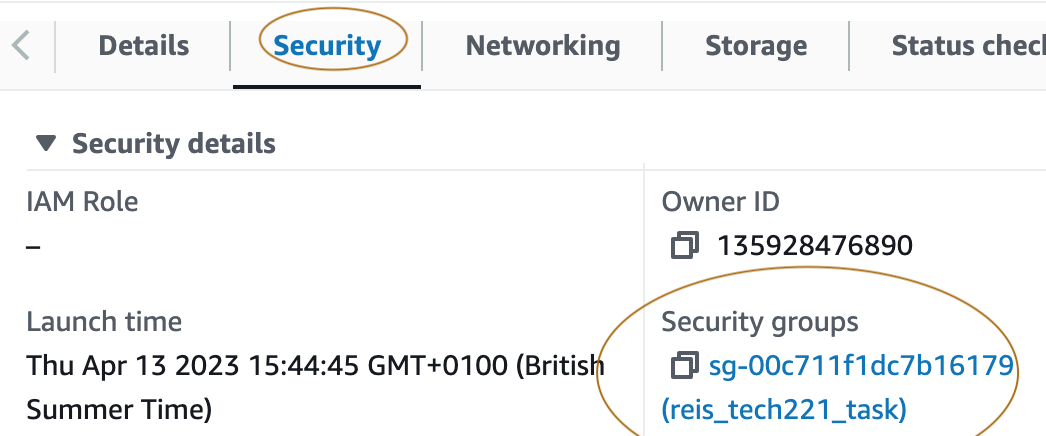 Details Security Networking Storage Status check
Security details
IAM Role
–
Owner ID
135928476890
Launch time
Thu Apr 13 2023 15:44:45 GMT+0100 (British
Summer Time)
Security groups
sg-00c711f1dc7b16179
(reis_tech221_task)